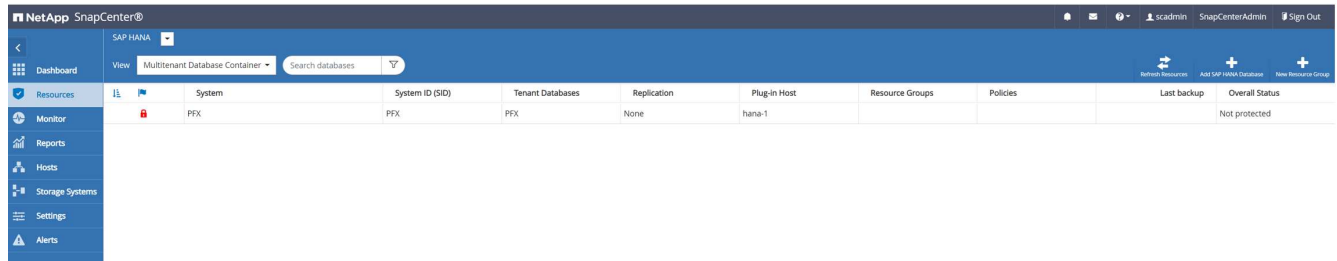 NetApp SnapCenter®
scadmin SnapCenterAdmin Sign Out
SAP HANA
Dashboard
Resources
Monitor
Reports
Hosts
Storage Systems
Settings
Alerts
View Multitenant Database Container Search databases
Refresh Resources Add SAP HANA Database New Resource Group
System System ID (SID) Tenant Databases Replication Plug-in Host Resource Groups Policies Last backup Overall Status
PFX PFX PFX None hana-1 Not protected